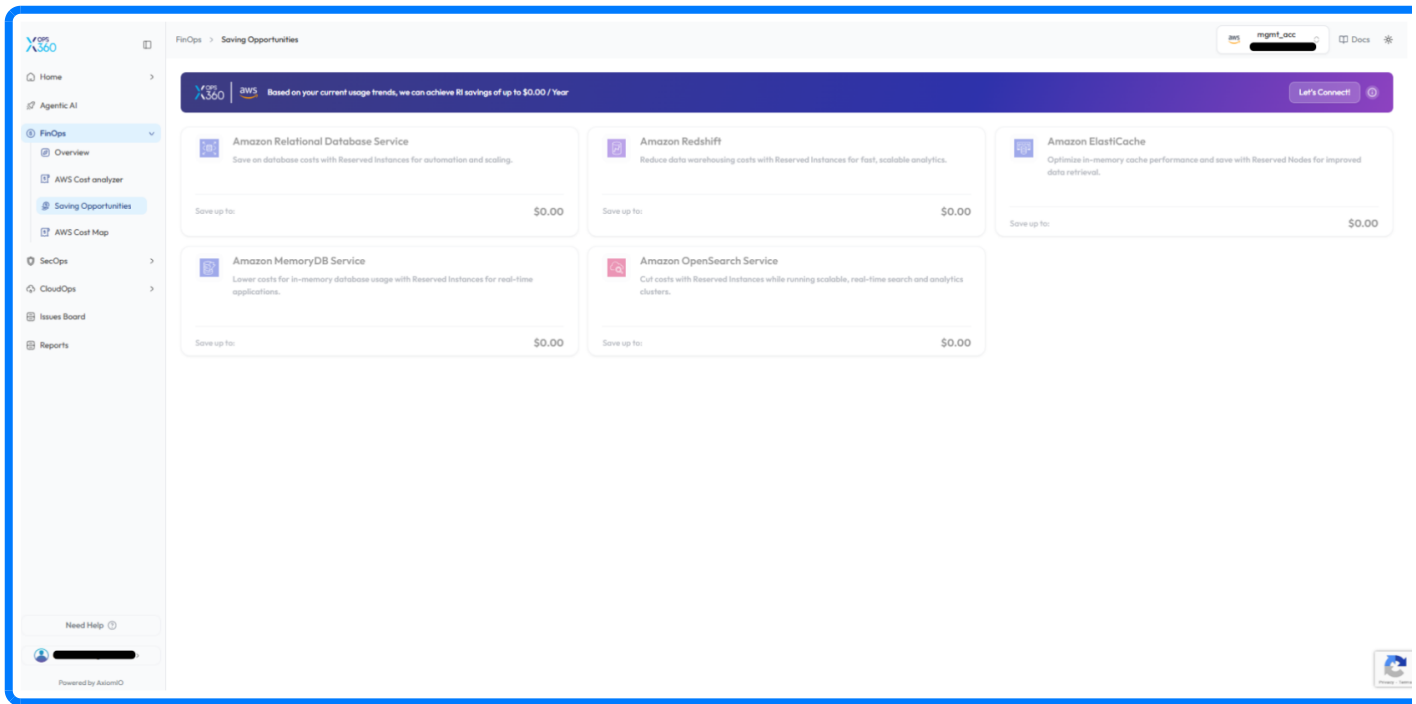 XOPS 360
FinOps > Saving Opportunities
aws mgmt_acc
Docs
Home
Agentic AI
FinOps
Overview
AWS Cost analyzer
Saving Opportunities
AWS Cost Map
SecOps
CloudOps
Issues Board
Reports
Need Help
Powered by AxiomIO
XOPS 360 | aws Based on your current usage trends, we can achieve RI savings of up to $0.00 / Year
Let's Connect!
Amazon Relational Database Service
Save on database costs with Reserved Instances for automation and scaling.
Save up to: $0.00
Amazon Redshift
Reduce data warehousing costs with Reserved Instances for fast, scalable analytics.
Save up to: $0.00
Amazon ElastiCache
Optimize in-memory cache performance and save with Reserved Nodes for improved
data retrieval.
Save up to: $0.00
Amazon MemoryDB Service
Lower costs for in-memory database usage with Reserved Instances for real-time
applications.
Save up to: $0.00
Amazon OpenSearch Service
Cut costs with Reserved Instances while running scalable, real-time search and analytics
clusters.
Save up to: $0.00
Privacy - Terms